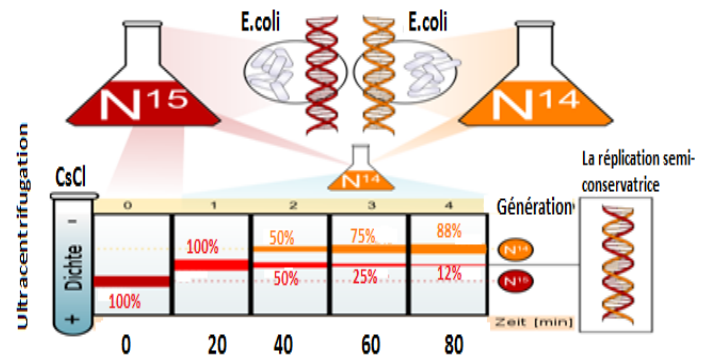 E.coli
E.coli
N15
N14
N14
La réplication semi-
conservatrice
CsCl
Ultracentrifugation
− Dichte +
0 1 2 3 4
Génération
100% 50% 75% 88%
N14
100% 50% 25% 12%
N15
Zeit [min]
0 20 40 60 80